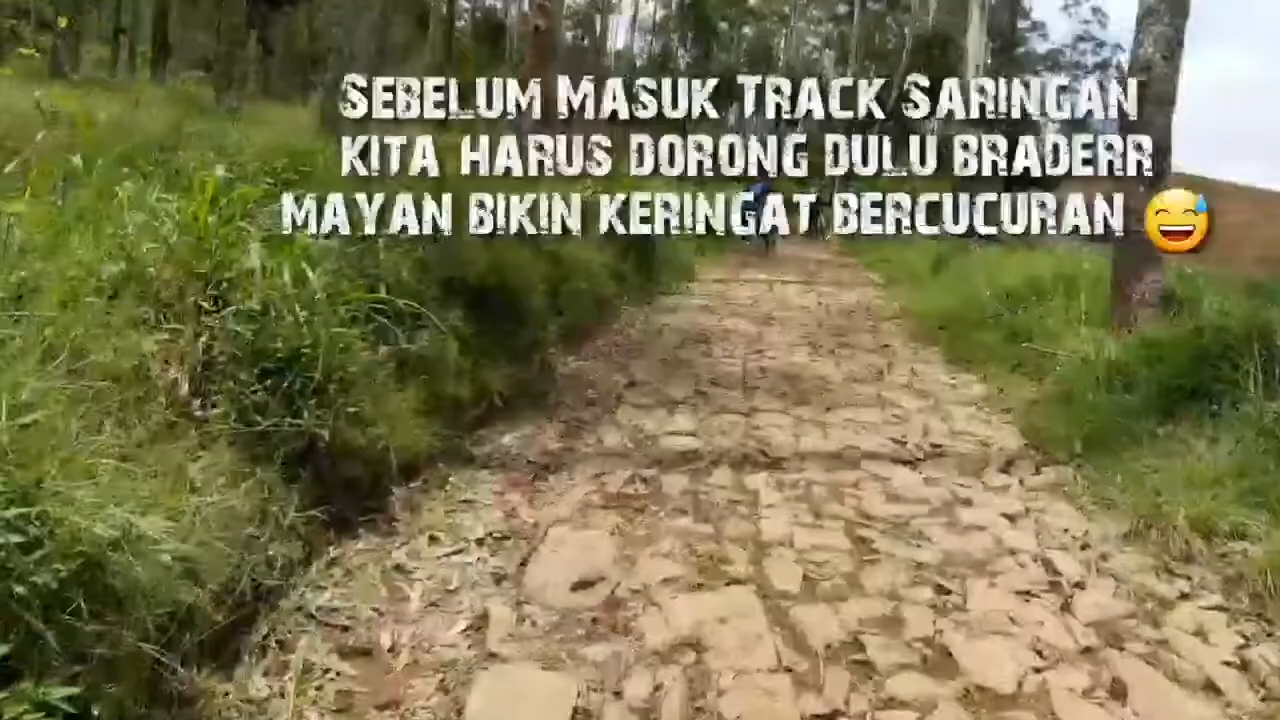 SEBELUM MASUK TRACK SARINGAN
KITA HARUS DORONG DULU BRADERR
MAYAN BIKIN KERINGAT BERCUCURAN 😅